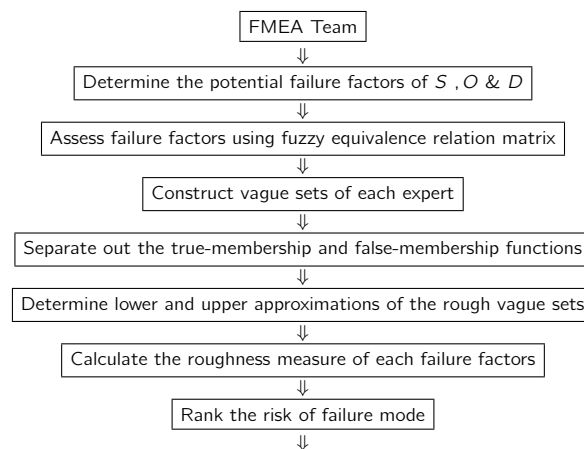 FMEA Team
⇓
Determine the potential failure factors of S , O & D
⇓
Assess failure factors using fuzzy equivalence relation matrix
⇓
Construct vague sets of each expert
⇓
Separate out the true-membership and false-membership functions
⇓
Determine lower and upper approximations of the rough vague sets
⇓
Calculate the roughness measure of each failure factors
⇓
Rank the risk of failure mode
⇓